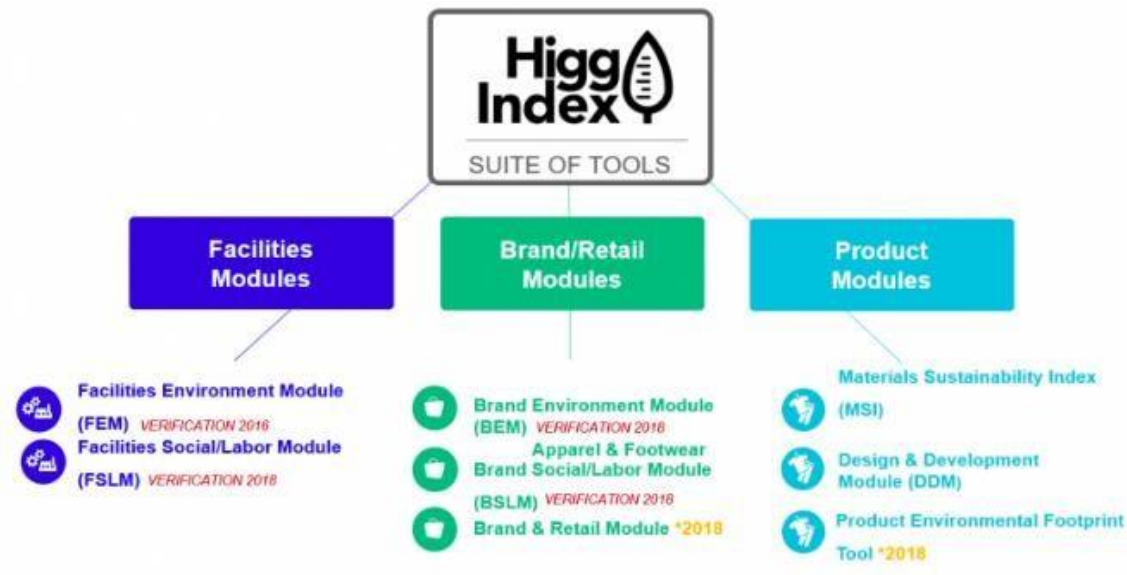 Higg
Index
SUITE OF TOOLS
Facilities
Modules
Facilities Environment Module
(FEM) VERIFICATION 2016
Facilities Social/Labor Module
(FSLM) VERIFICATION 2018
Brand/Retail
Modules
Brand Environment Module
(BEM) VERIFICATION 2018
Apparel & Footwear
Brand Social/Labor Module
(BSLM) VERIFICATION 2016
Brand & Retail Module *2018
Product
Modules
Materials Sustainability Index
(MSI)
Design & Development
Module (DDM)
Product Environmental Footprint
Tool *2018